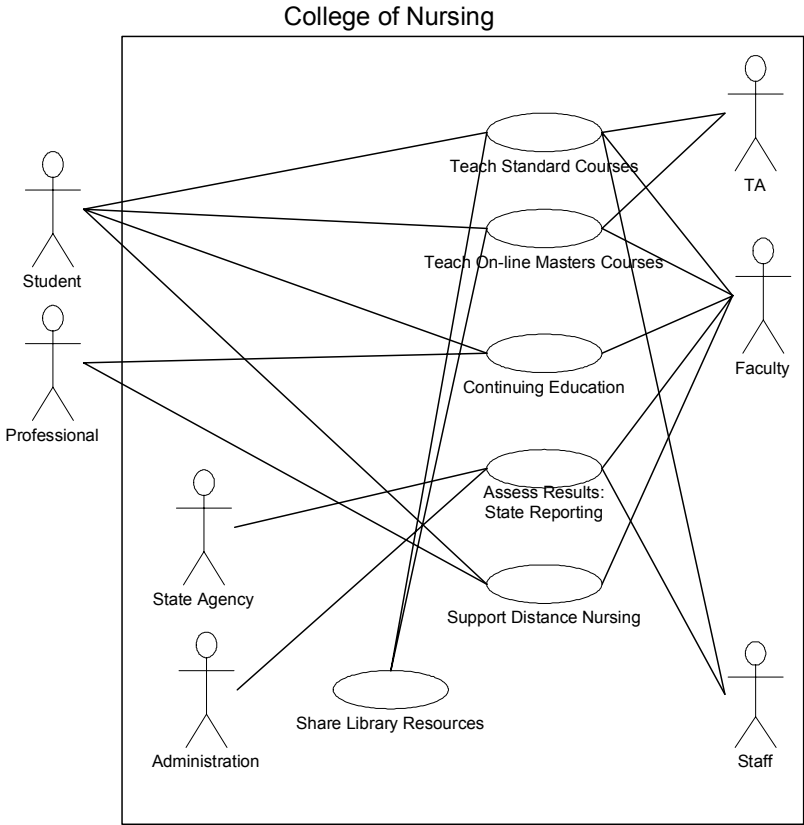 College of Nursing
Teach Standard Courses
TA
Student
Teach On-line Masters Courses
Faculty
Continuing Education
Professional
Assess Results:
State Reporting
State Agency
Support Distance Nursing
Share Library Resources
Administration
Staff